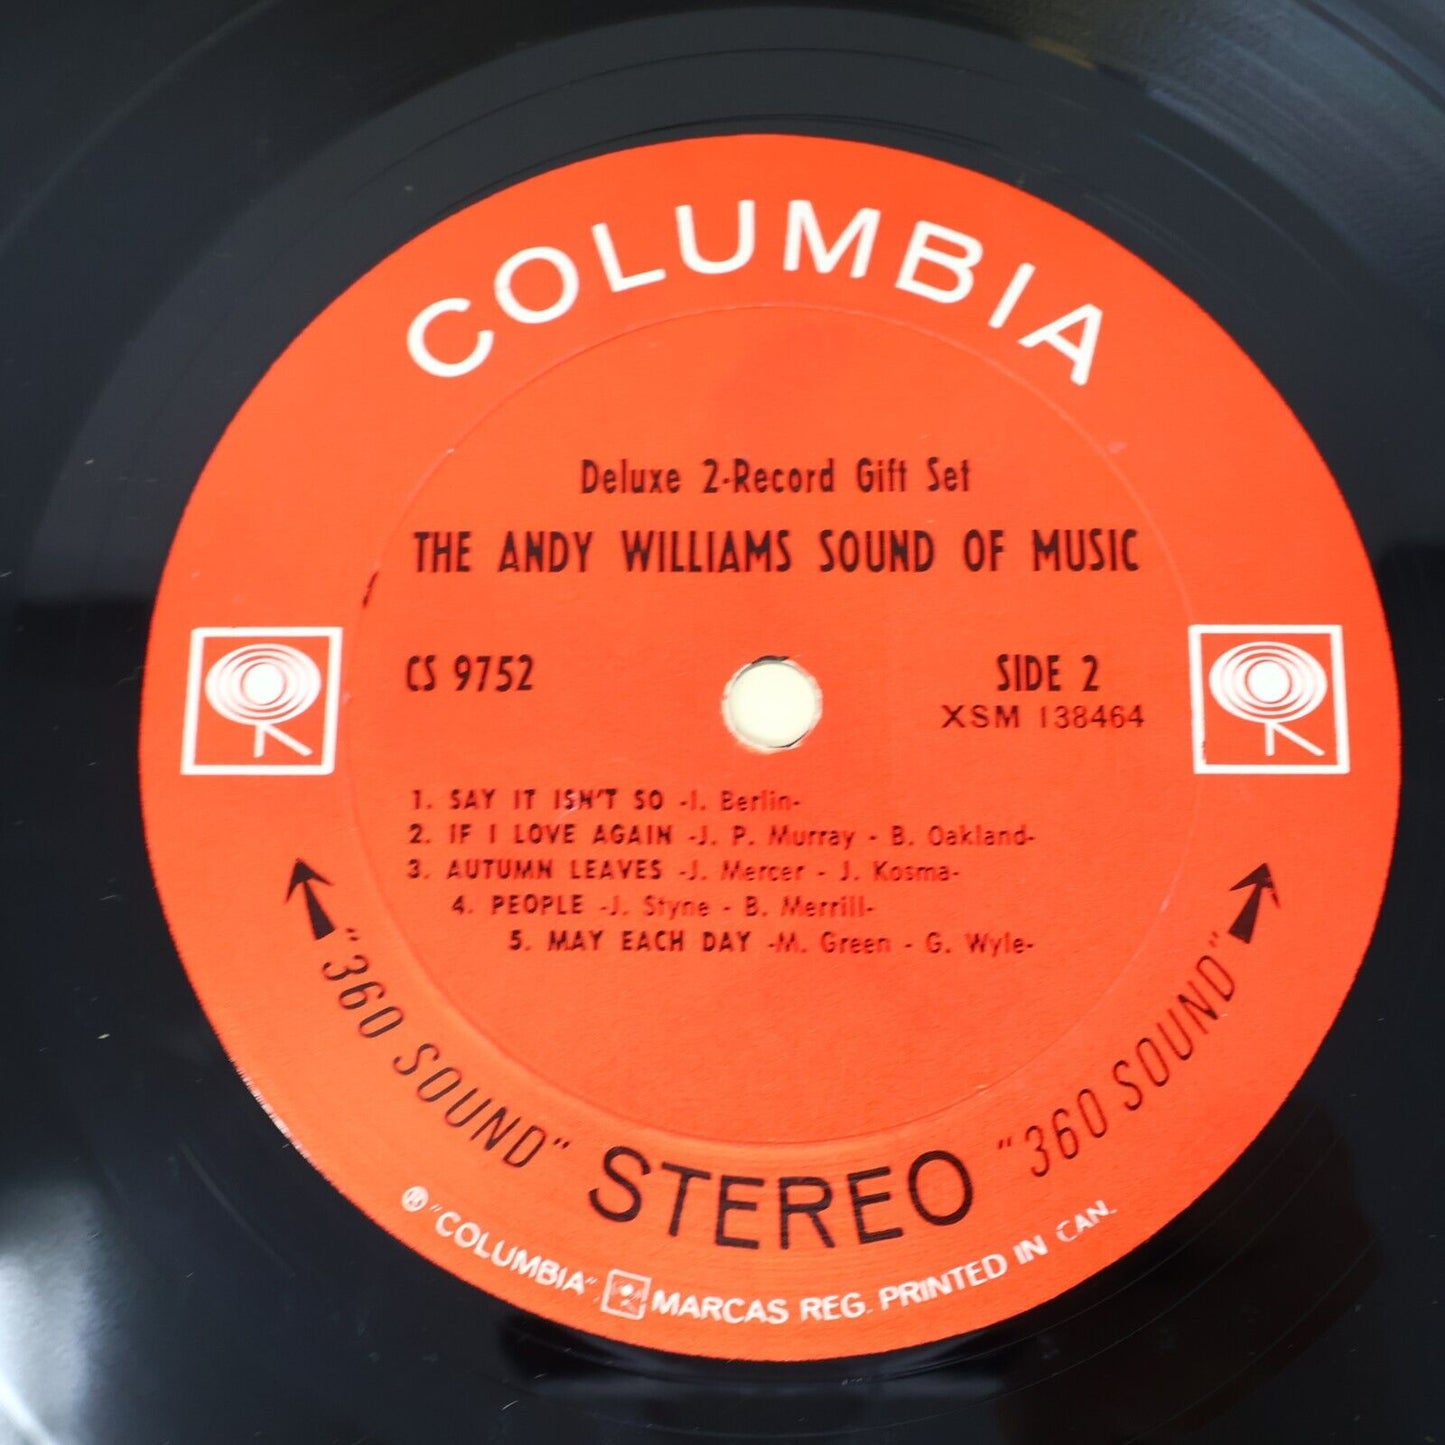 COLUMBIA
Deluxe 2-Record Gift Set
THE ANDY WILLIAMS SOUND OF MUSIC
CS 9752
SIDE 2
XSM 138464
1. SAY IT ISN'T SO -I. Berlin-
2. IF I LOVE AGAIN -J. P. Murray - B. Oakland-
3. AUTUMN LEAVES -J. Mercer - J. Kosma-
4. PEOPLE -J. Styne - B. Merrill-
5. MAY EACH DAY -M. Green - G. Wyle-
"360 SOUND" STEREO "360 SOUND"
® "COLUMBIA", MARCAS REG. PRINTED IN CAN.